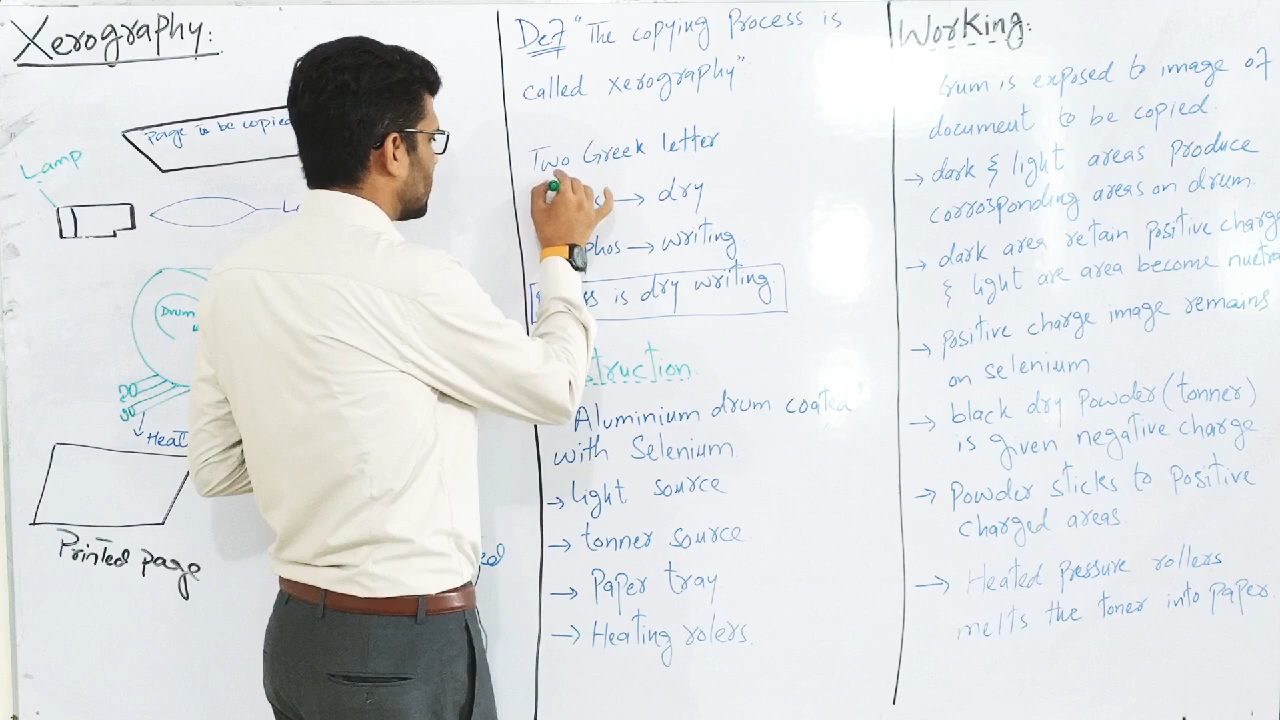 Xerography:
Page to be copied
Lamp
Drum
Heat
Printed page
Def "The copying Process is
called xerography"
Two Greek letter
→ dry
phos → writing
is dry writing
truction
Aluminium drum coated
with Selenium
→ light source
→ tonner source
→ Paper tray
→ Heating rolers.
Working:
rum is exposed to image of
document to be copied.
→ dark & light areas produce
corrosponding areas on drum.
→ dark area retain positive charge
& light are area become nuetra
→ positive charge image remains
on selenium
→ black dry powder (tonner)
is given negative charge
→ Powder sticks to positive
charged areas.
→ Heated pressure rollers
melts the toner into paper.